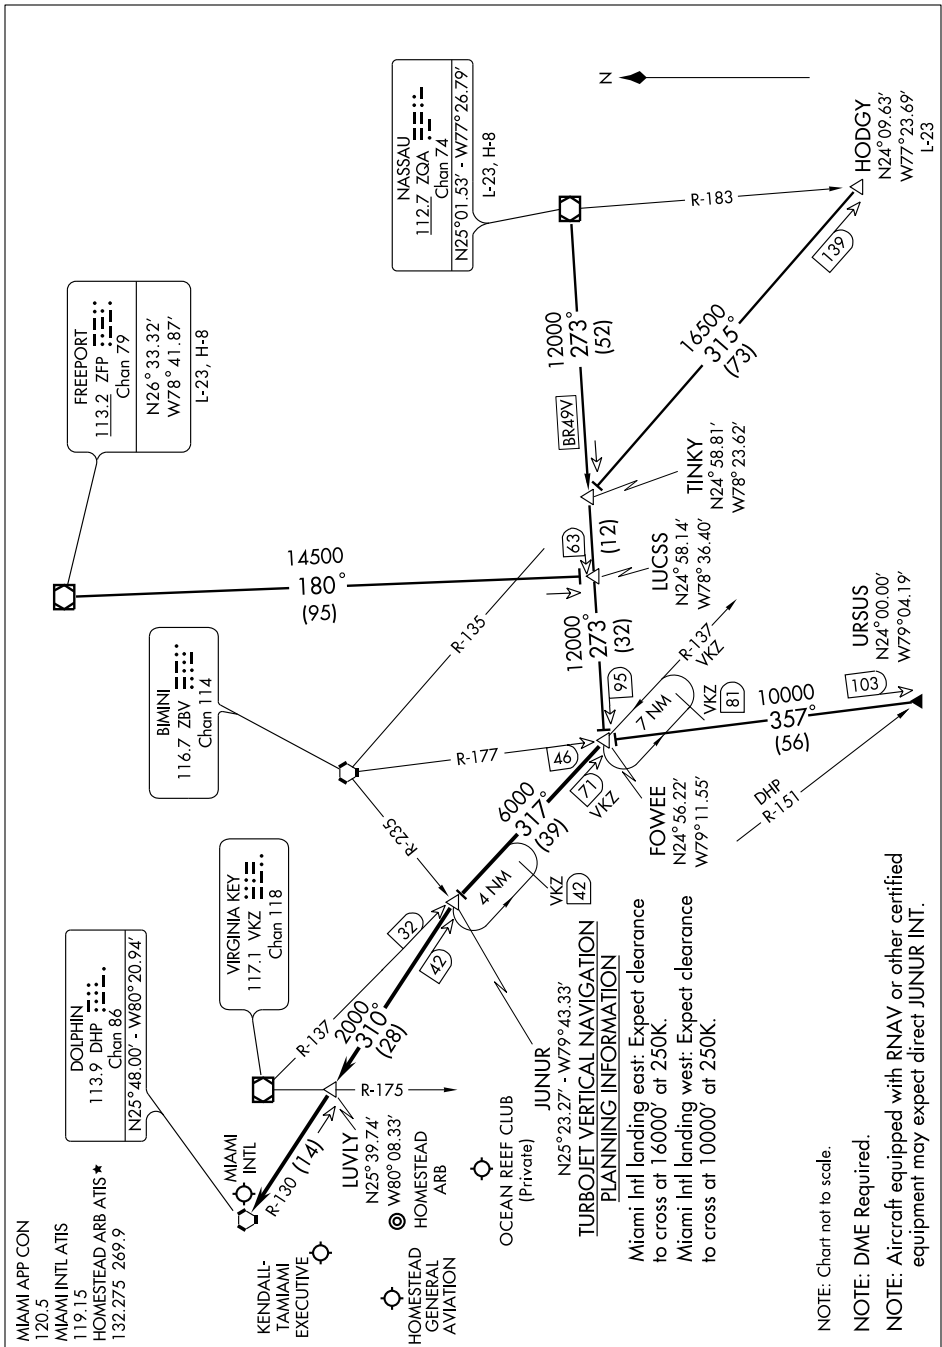 MIAMI APP CON
120.5
MIAMI INTL ATIS
119.15
HOMESTEAD ARB ATIS★
132.275 269.9
DOLPHIN
113.9 DHP
Chan 86
N25°48.00' - W80°20.94'
VIRGINIA KEY
117.1 VKZ
Chan 118
BIMINI
116.7 ZBV
Chan 114
FREEPORT
113.2 ZFP
Chan 79
N26°33.32'
W78°41.87'
L-23, H-8
NASSAU
112.7 ZQA
Chan 74
N25°01.53' - W77°26.79'
L-23, H-8
N
MIAMI
INTL
R-130 (14)
KENDALL-
TAMIAMI
EXECUTIVE
LUVLY
N25°39.74'
W80°08.33'
R-175
HOMESTEAD
ARB
HOMESTEAD
GENERAL
AVIATION
OCEAN REEF CLUB
(Private)
R-137
2000
310°
(28)
32
42
JUNUR
N25°23.27' - W79°43.33'
4 NM
VKZ
42
R-235
R-177
R-135
6000
317°
(39)
46
71
VKZ
FOWEE
N24°56.22'
W79°11.55'
95
7 NM
R-137
VKZ
VKZ
81
12000
273°
(32)
14500
180°
(95)
63
(12)
LUCSS
N24°58.14'
W78°36.40'
TINKY
N24°58.81'
W78°23.62'
BR49V
12000
273°
(52)
16500
315°
(73)
139
R-183
HODGY
N24°09.63'
W77°23.69'
L-23
10000
357°
(56)
103
URSUS
N24°00.00'
W79°04.19'
DHP
R-151
TURBOJET VERTICAL NAVIGATION
PLANNING INFORMATION
Miami Intl landing east: Expect clearance
to cross at 16000' at 250K.
Miami Intl landing west: Expect clearance
to cross at 10000' at 250K.
NOTE: Chart not to scale.
NOTE: DME Required.
NOTE: Aircraft equipped with RNAV or other certified
equipment may expect direct JUNUR INT.